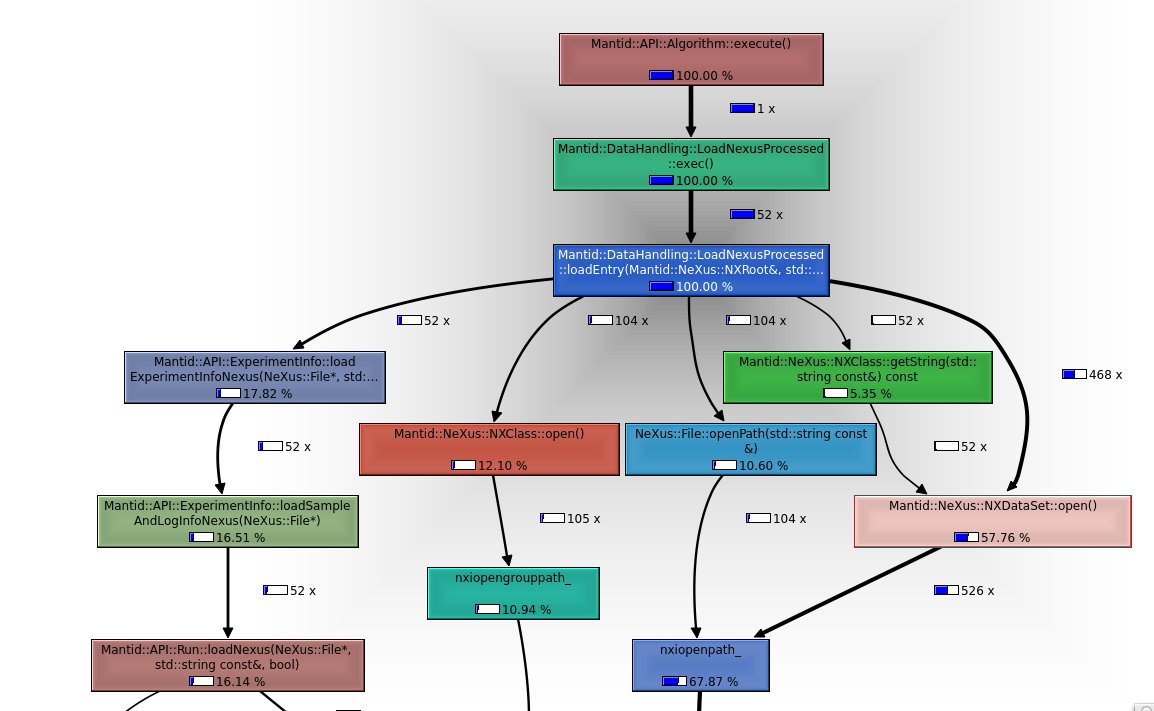 Mantid::API::Algorithm::execute()
100.00 %
1 x
Mantid::DataHandling::LoadNexusProcessed
::exec()
100.00 %
52 x
Mantid::DataHandling::LoadNexusProcessed
::loadEntry(Mantid::NeXus::NXRoot&, std::...
100.00 %
52 x
104 x
104 x
52 x
468 x
Mantid::API::ExperimentInfo::load
ExperimentInfoNexus(NeXus::File*, std:...
17.82 %
Mantid::NeXus::NXClass::getString(std::
string const&) const
5.35 %
52 x
Mantid::NeXus::NXClass::open()
12.10 %
NeXus::File::openPath(std::string const
&)
10.60 %
52 x
Mantid::API::ExperimentInfo::loadSample
AndLogInfoNexus(NeXus::File*)
16.51 %
105 x
104 x
Mantid::NeXus::NXDataSet::open()
57.76 %
52 x
nxiopengrouppath_
10.94 %
526 x
Mantid::API::Run::loadNexus(NeXus::File*,
std::string const&, bool)
16.14 %
nxiopenpath_
67.87 %